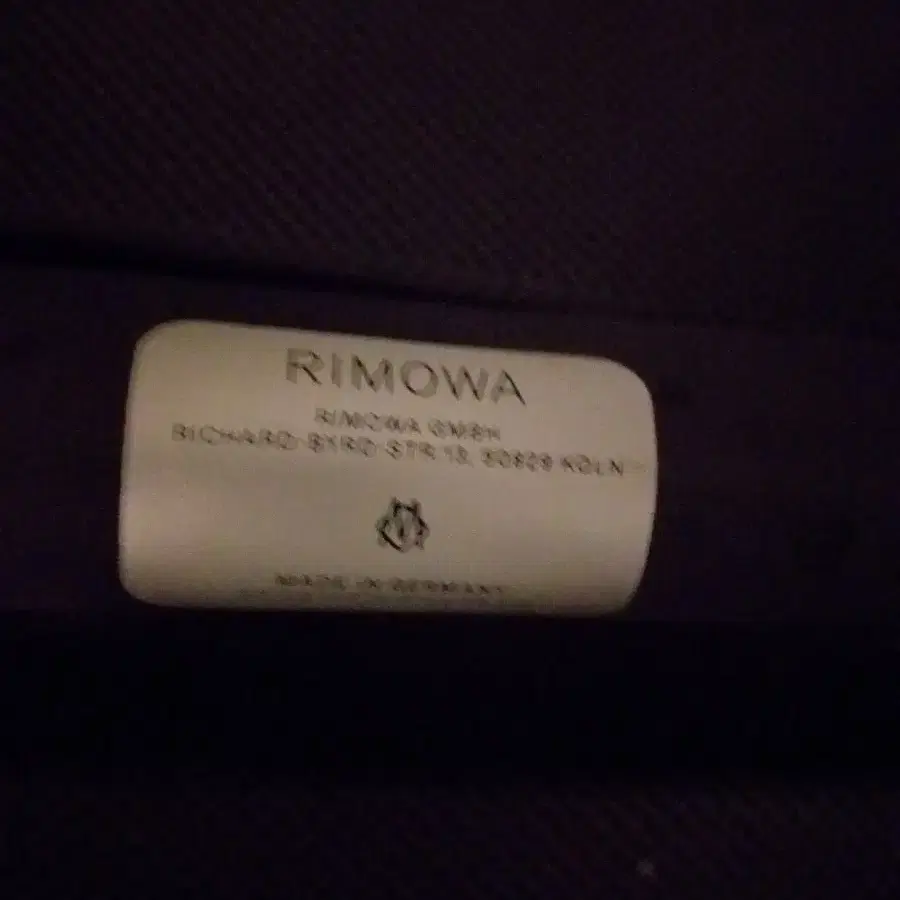 RIMOWA
RIMOWA GMBH
RICHARD-BYRD-STR 13, 50829 KÖLN
MADE IN GERMANY